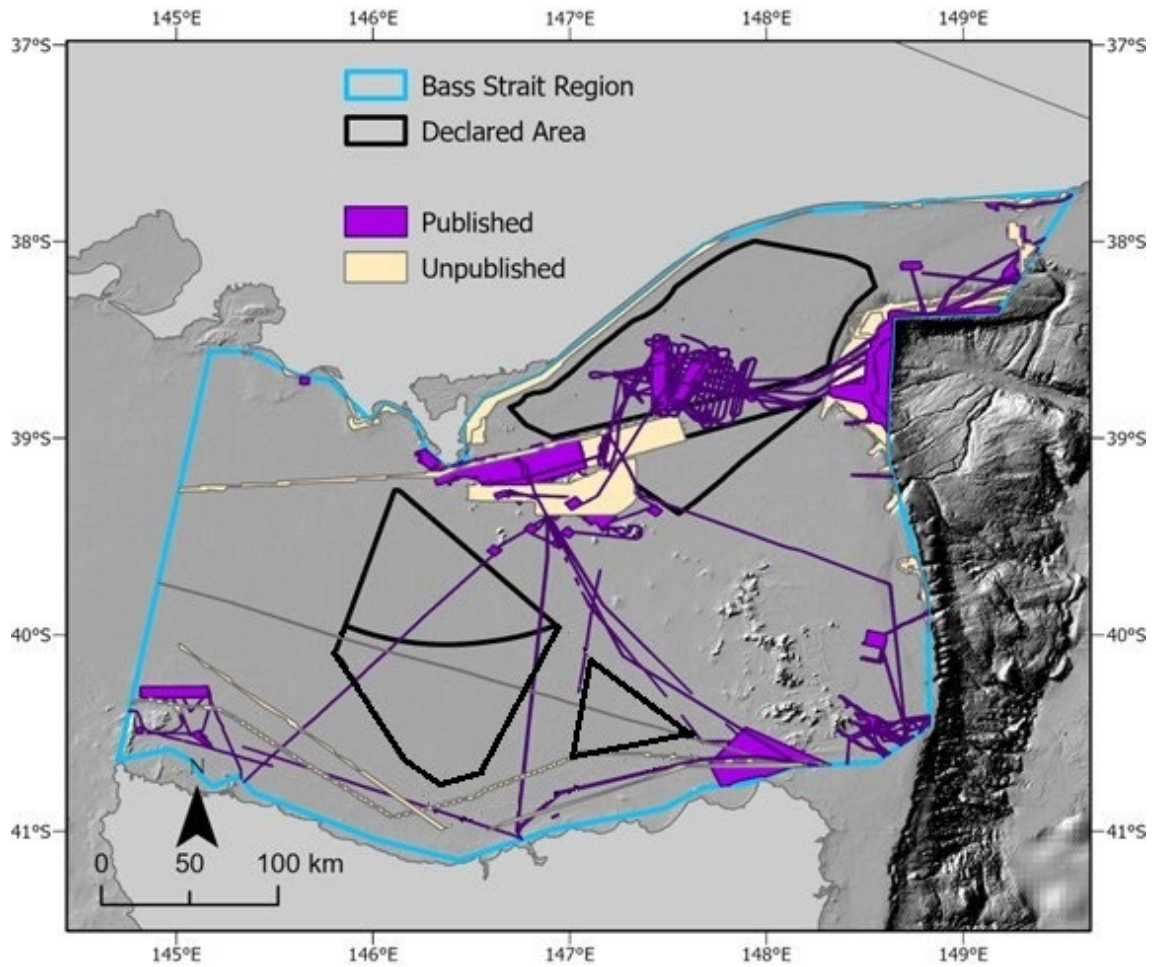 145°E 146°E 147°E 148°E 149°E
37°S 37°S
Bass Strait Region
Declared Area
Published
Unpublished
38°S 38°S
39°S 39°S
40°S 40°S
N
41°S 41°S
0 50 100 km
145°E 146°E 147°E 148°E 149°E